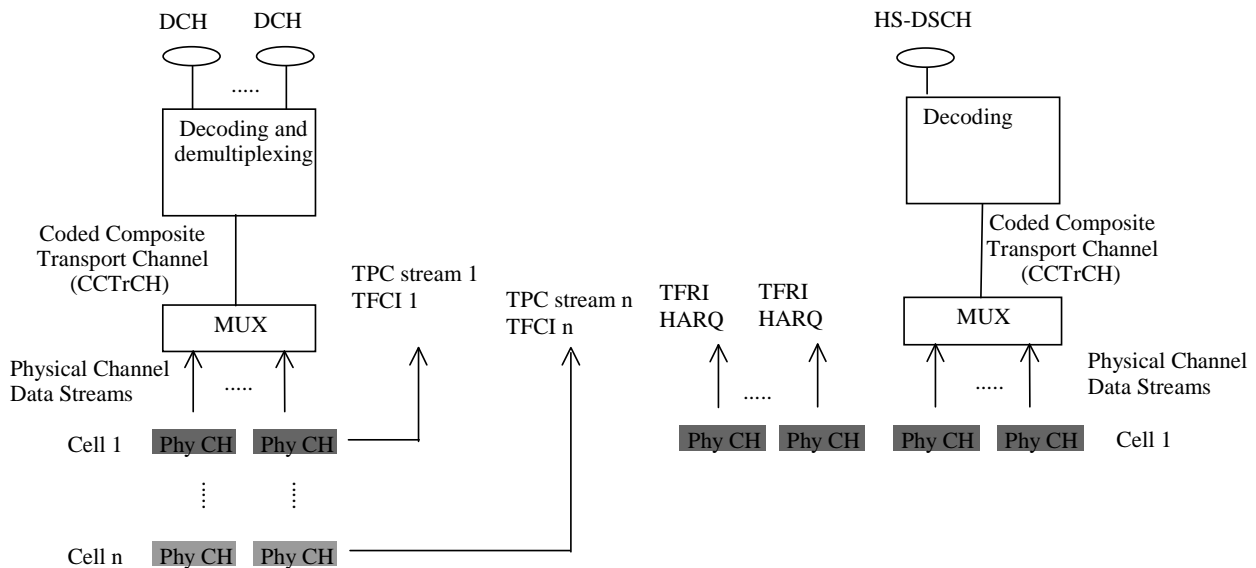 DCH DCH
.....
Decoding and
demultiplexing
Coded Composite
Transport Channel
(CCTrCH)
MUX
TPC stream 1
TFCI 1
TPC stream n
TFCI n
Physical Channel
Data Streams
.....
Cell 1 Phy CH Phy CH
Cell n Phy CH Phy CH
HS-DSCH
Decoding
Coded Composite
Transport Channel
(CCTrCH)
TFRI
HARQ
TFRI
HARQ
MUX
Physical Channel
Data Streams
.....
.....
Phy CH Phy CH Phy CH Phy CH Cell 1